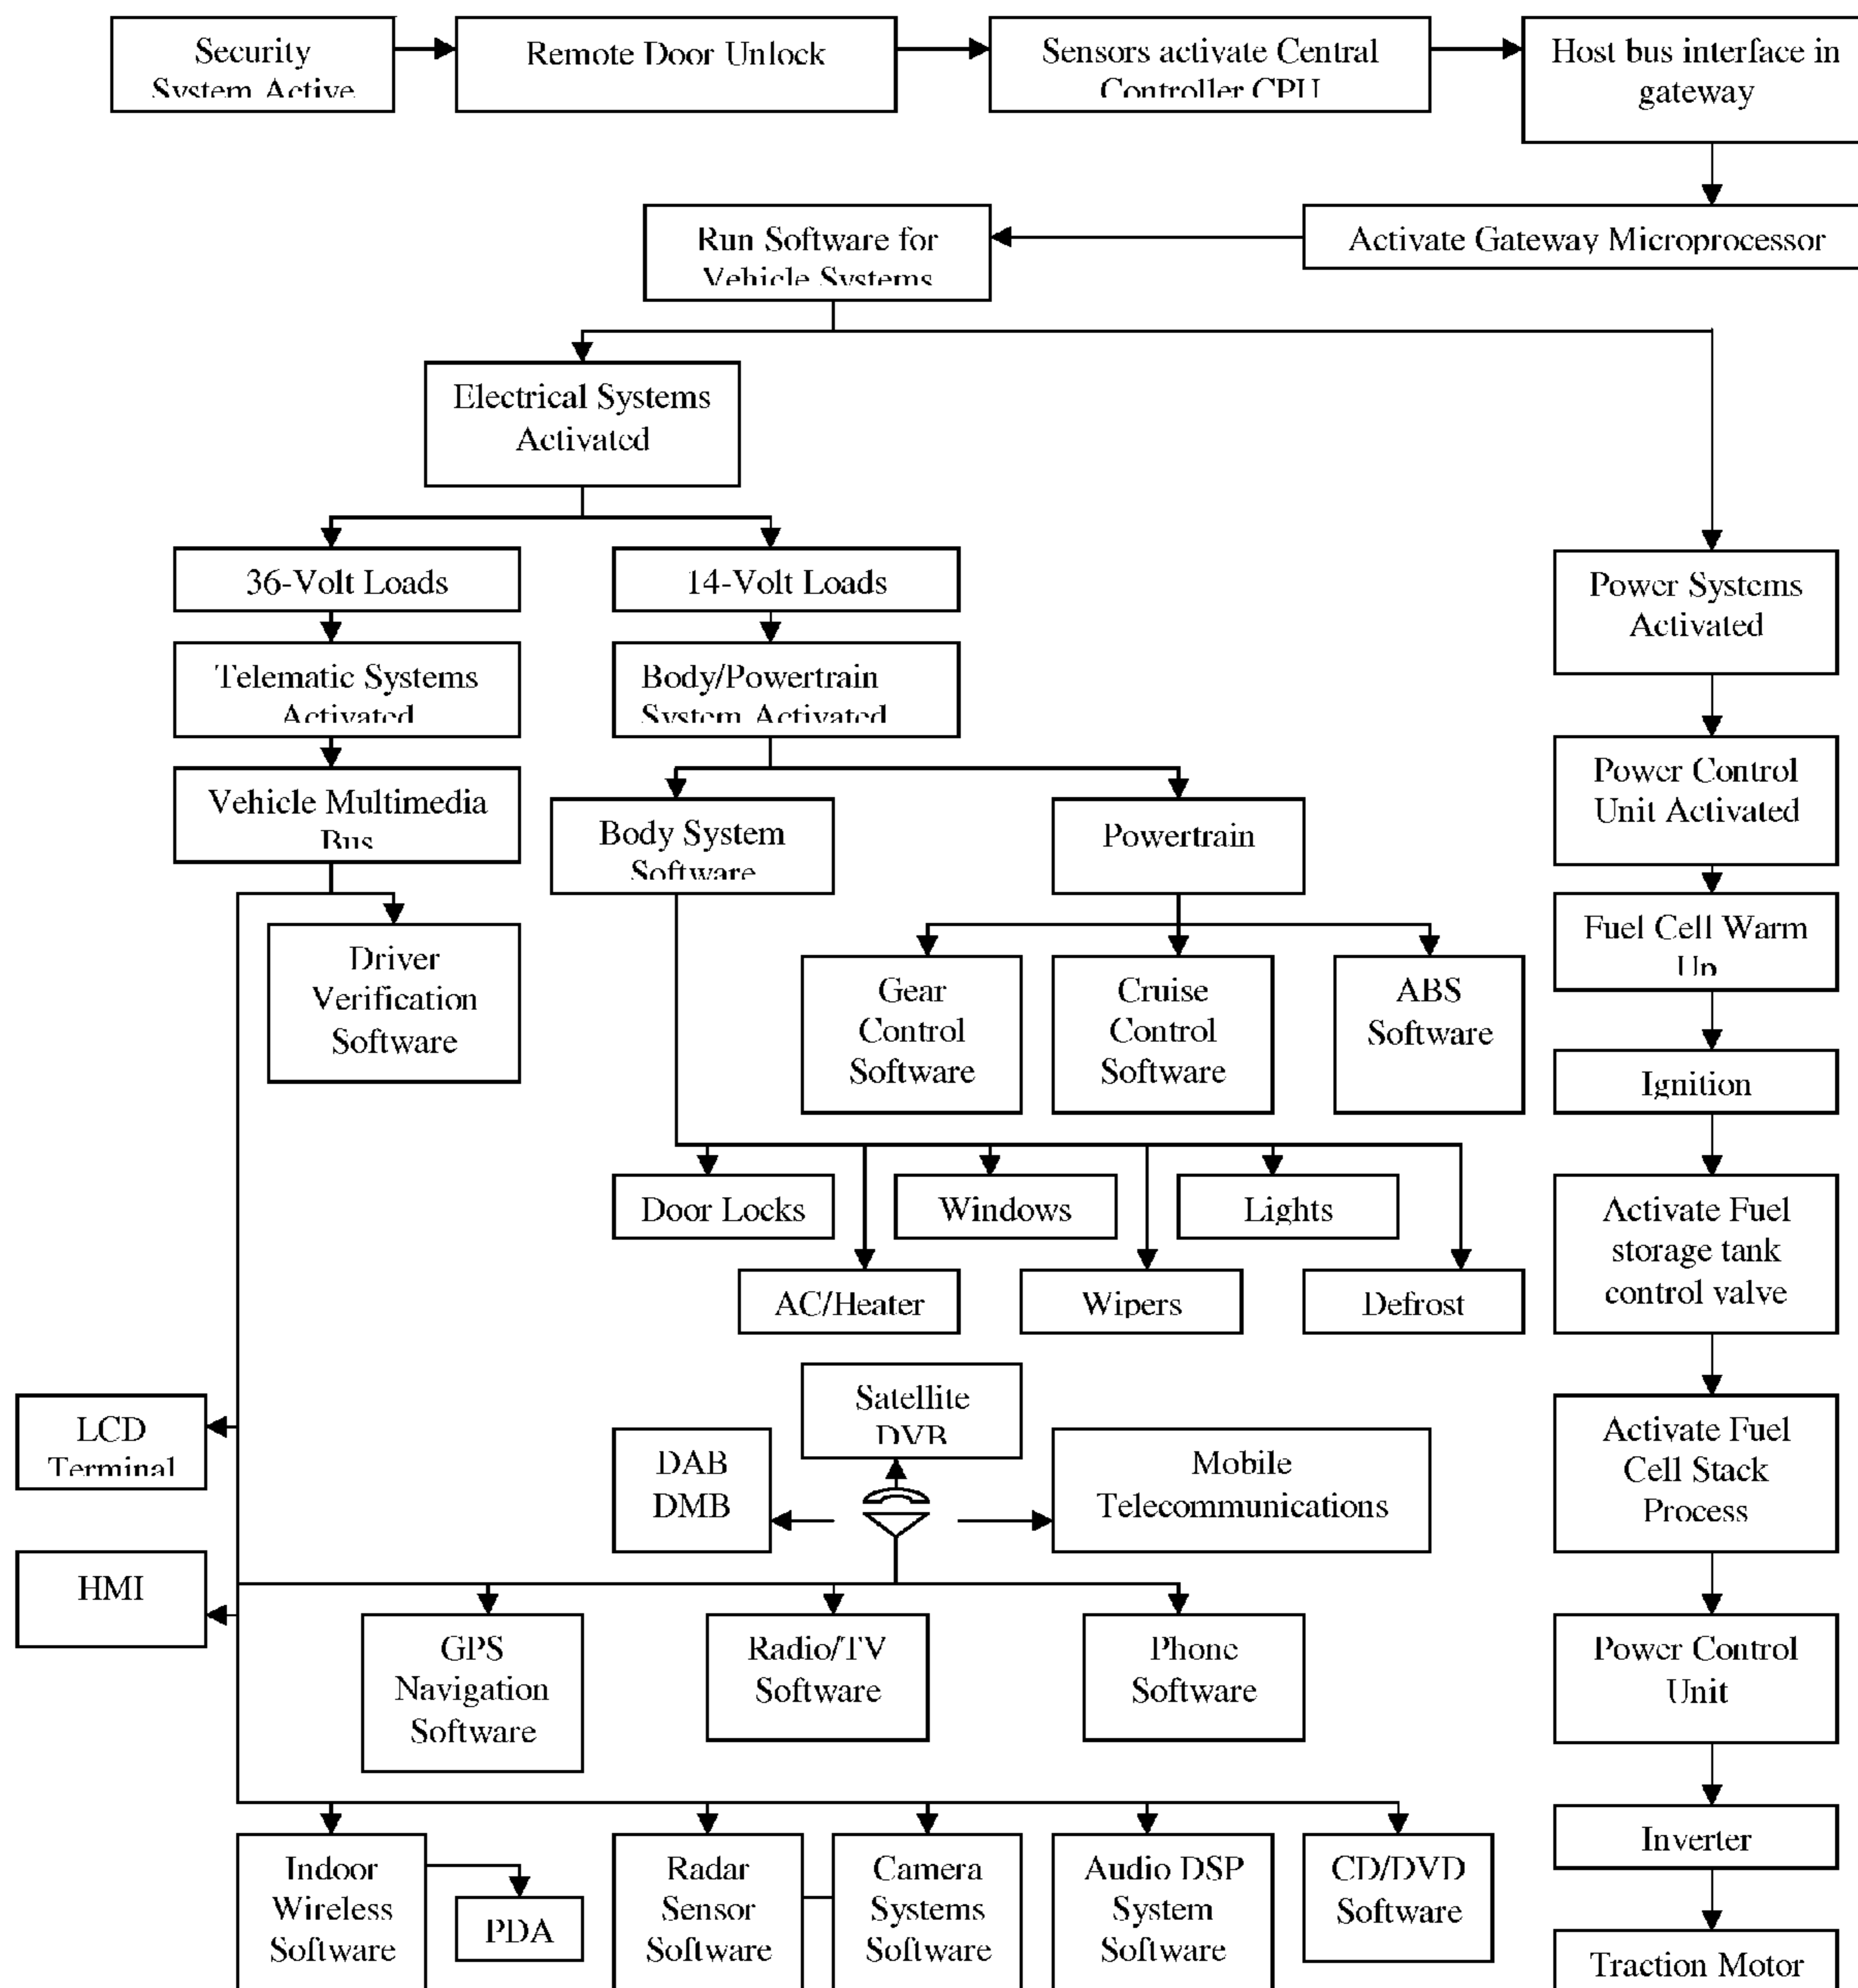 Security
System Active
Remote Door Unlock
Sensors activate Central
Controller CPU
Host bus interface in
gateway
Run Software for
Vehicle Systems
Activate Gateway Microprocessor
Electrical Systems
Activated
36-Volt Loads
14-Volt Loads
Power Systems
Activated
Telematic Systems
Activated
Body/Powertrain
System Activated
Power Control
Unit Activated
Vehicle Multimedia
Bus
Body System
Software
Powertrain
Fuel Cell Warm
Up
Driver
Verification
Software
Gear
Control
Software
Cruise
Control
Software
ABS
Software
Ignition
Door Locks
Windows
Lights
Activate Fuel
storage tank
control valve
AC/Heater
Wipers
Defrost
LCD
Terminal
Satellite
DVB
DAB
DMB
Mobile
Telecommunications
Activate Fuel
Cell Stack
Process
HMI
GPS
Navigation
Software
Radio/TV
Software
Phone
Software
Power Control
Unit
Inverter
Indoor
Wireless
Software
PDA
Radar
Sensor
Software
Camera
Systems
Software
Audio DSP
System
Software
CD/DVD
Software
Traction Motor